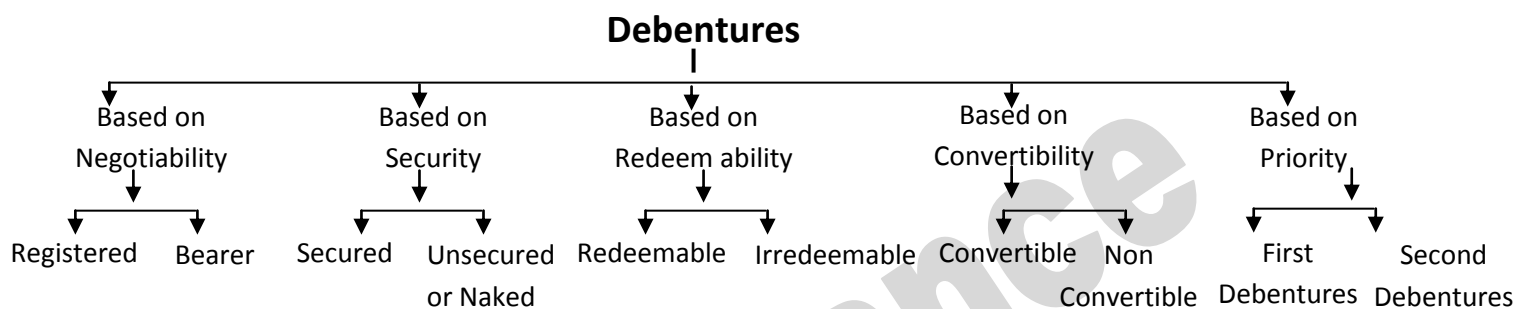 Debentures
Based on
Negotiability
Based on
Security
Based on
Redeem ability
Based on
Convertibility
Based on
Priority
Registered
Bearer
Secured
Unsecured
or Naked
Redeemable
Irredeemable
Convertible
Non
Convertible
First
Debentures
Second
Debentures